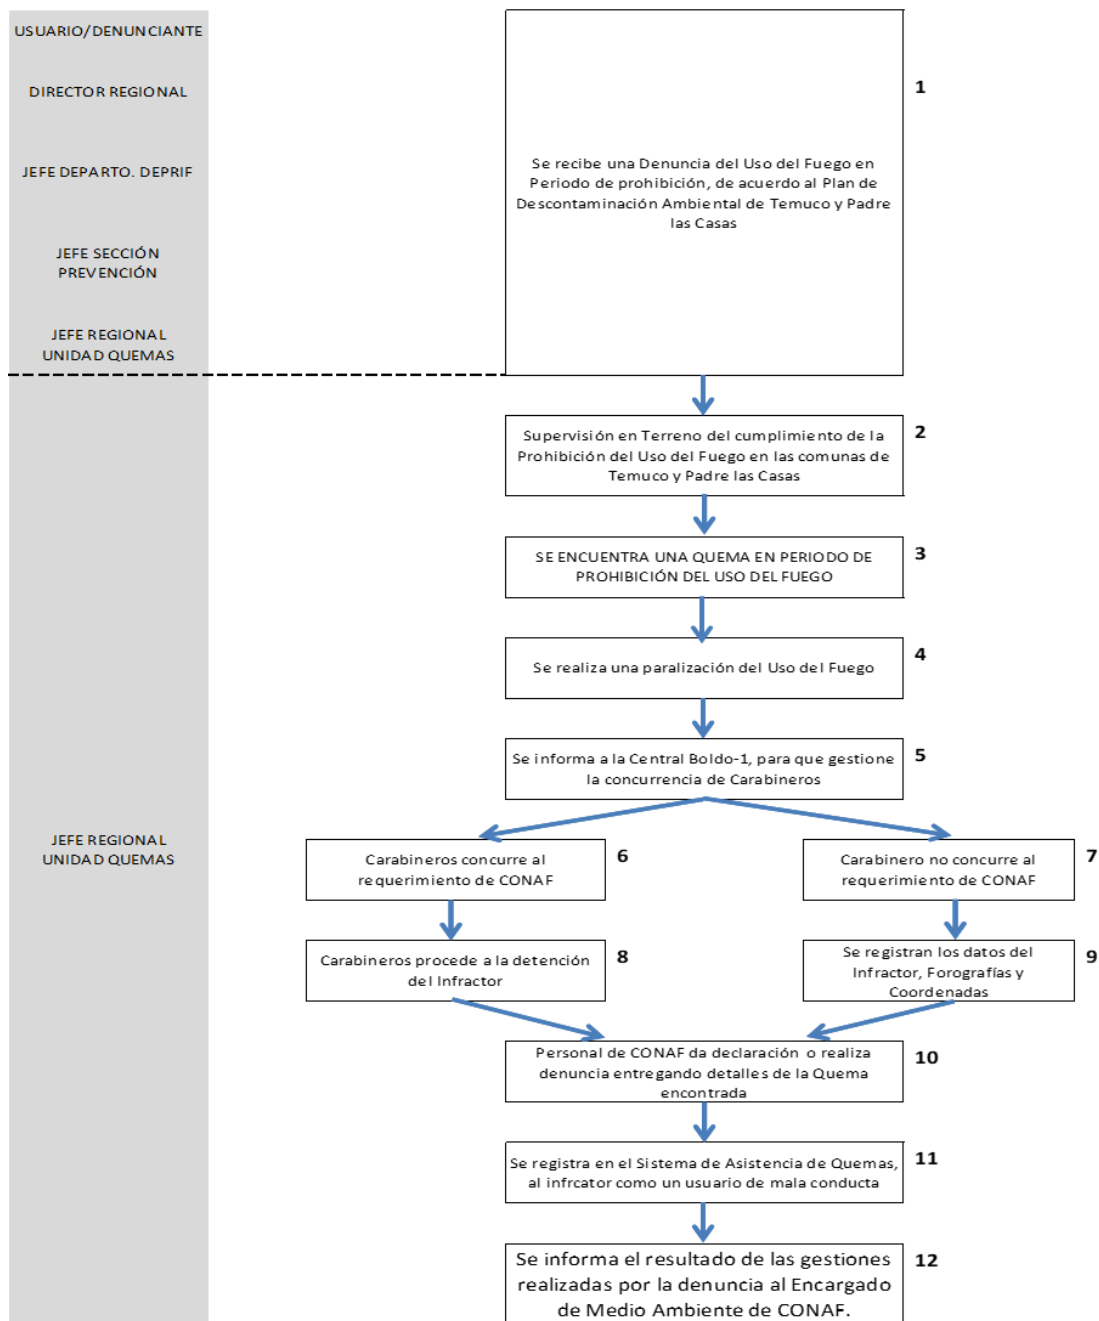 USUARIO/DENUNCIANTE
DIRECTOR REGIONAL
JEFE DEPARTO. DEPRIF
JEFE SECCIÓN
PREVENCIÓN
JEFE REGIONAL
UNIDAD QUEMAS
1
Se recibe una Denuncia del Uso del Fuego en
Periodo de prohibición, de acuerdo al Plan de
Descontaminación Ambiental de Temuco y Padre
las Casas
2
Supervisión en Terreno del cumplimiento de la
Prohibición del Uso del Fuego en las comunas de
Temuco y Padre las Casas
3
SE ENCUENTRA UNA QUEMA EN PERIODO DE
PROHIBICIÓN DEL USO DEL FUEGO
4
Se realiza una paralización del Uso del Fuego
5
Se informa a la Central Boldo-1, para que gestione
la concurrencia de Carabineros
JEFE REGIONAL
UNIDAD QUEMAS
Carabineros concurre al
requerimiento de CONAF
6
Carabinero no concurre al
requerimiento de CONAF
7
Carabineros procede a la detención
del Infractor
8
Se registran los datos del
Infractor, Forografías y
Coordenadas
9
Personal de CONAF da declaración o realiza
denuncia entregando detalles de la Quema
encontrada
10
Se registra en el Sistema de Asistencia de Quemas,
al infrcator como un usuario de mala conducta
11
Se informa el resultado de las gestiones
realizadas por la denuncia al Encargado
de Medio Ambiente de CONAF.
12